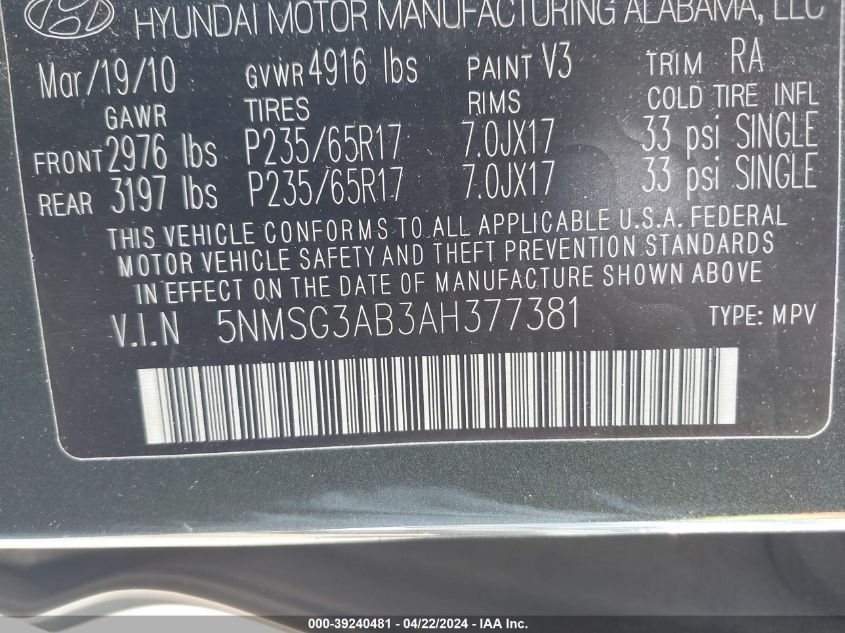 HYUNDAI MOTOR MANUFACTURING ALABAMA, LLC
Mar/19/10 GVWR 4916 lbs PAINT V3 TRIM RA
GAWR TIRES RIMS COLD TIRE INFL
FRONT 2976 lbs P235/65R17 7.0JX17 33 psi SINGLE
REAR 3197 lbs P235/65R17 7.0JX17 33 psi SINGLE
THIS VEHICLE CONFORMS TO ALL APPLICABLE U.S.A. FEDERAL
MOTOR VEHICLE SAFETY AND THEFT PREVENTION STANDARDS
IN EFFECT ON THE DATE OF MANUFACTURE SHOWN ABOVE
V.I.N 5NMSG3AB3AH377381 TYPE: MPV
000-39240481 - 04/22/2024 - IAA Inc.